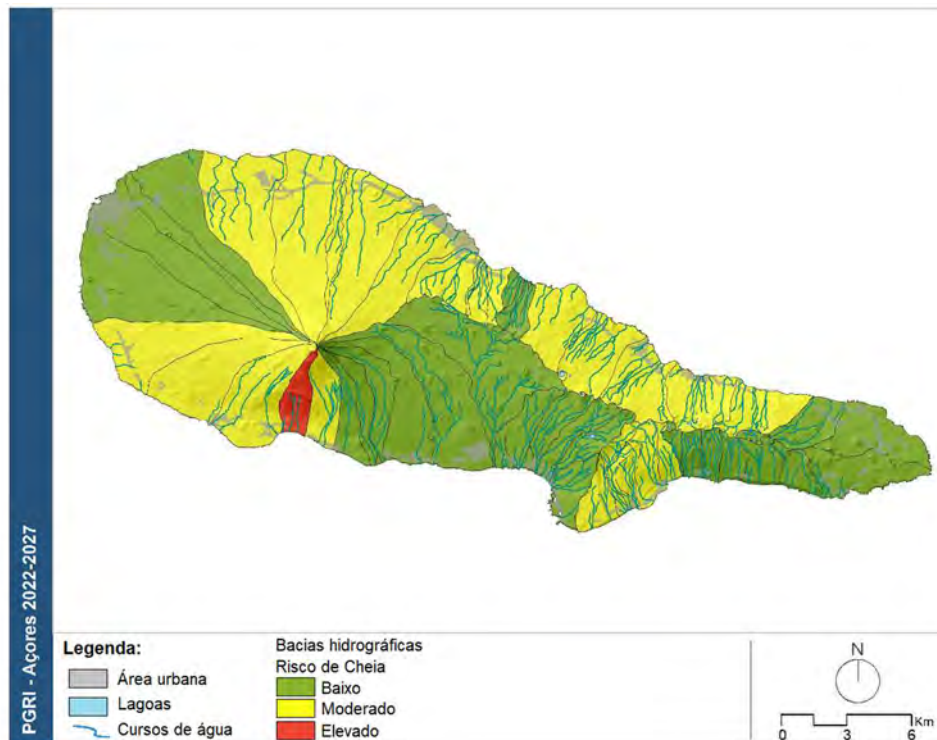 PGRI - Açores 2022-2027
Legenda:
Área urbana
Lagoas
Cursos de água
Bacias hidrográficas
Risco de Cheia
Baixo
Moderado
Elevado
N
Km
0 3 6